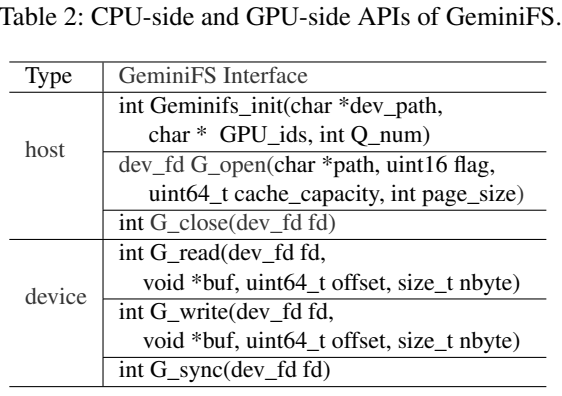 Table 2: CPU-side and GPU-side APIs of GeminiFS.
Type GeminiFS Interface
host
int Geminifs_init(char *dev_path,
char * GPU_ids, int Q_num)
dev_fd G_open(char *path, uint16 flag,
uint64_t cache_capacity, int page_size)
int G_close(dev_fd fd)
device
int G_read(dev_fd fd,
void *buf, uint64_t offset, size_t nbyte)
int G_write(dev_fd fd,
void *buf, uint64_t offset, size_t nbyte)
int G_sync(dev_fd fd)